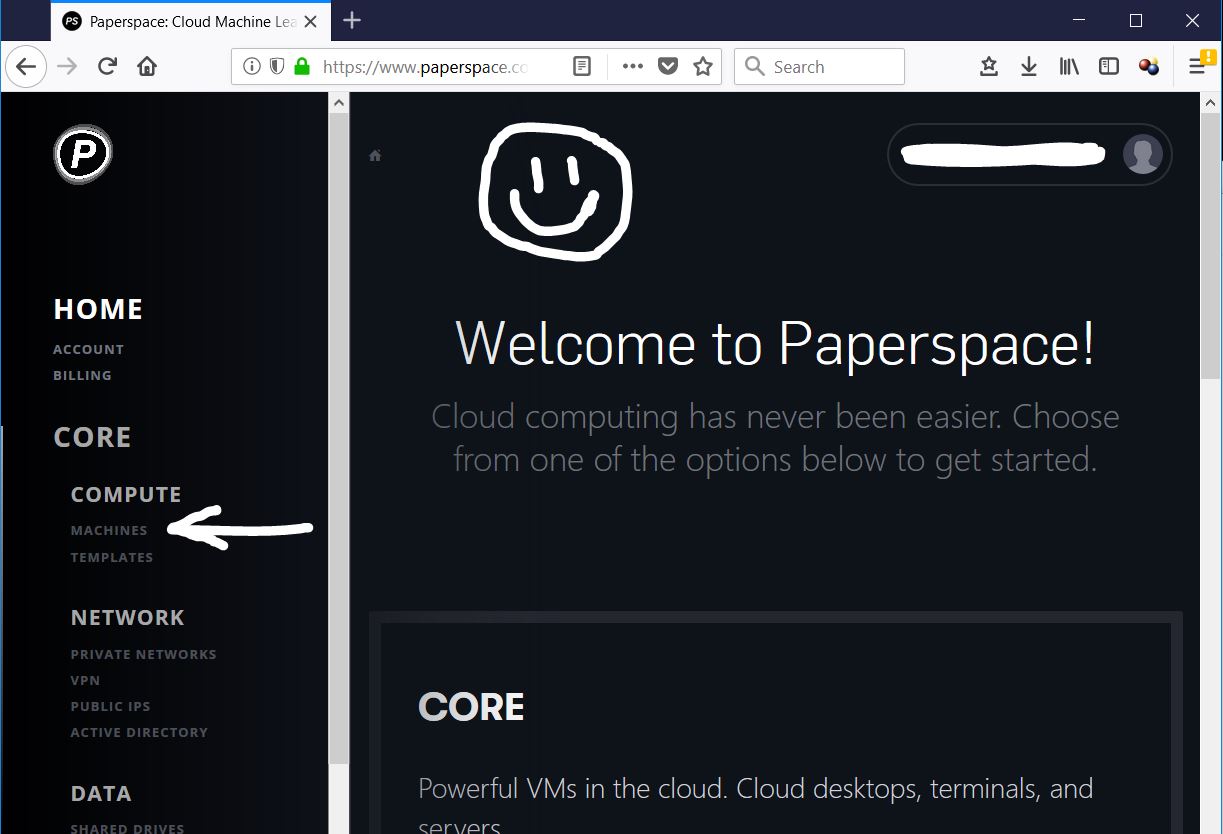 PS Paperspace: Cloud Machine Lea
https://www.paperspace.co
Search
P
HOME
ACCOUNT
BILLING
CORE
COMPUTE
MACHINES
TEMPLATES
NETWORK
PRIVATE NETWORKS
VPN
PUBLIC IPS
ACTIVE DIRECTORY
DATA
SHARED DRIVES
Welcome to Paperspace!
Cloud computing has never been easier. Choose
from one of the options below to get started.
CORE
Powerful VMs in the cloud. Cloud desktops, terminals, and
servers